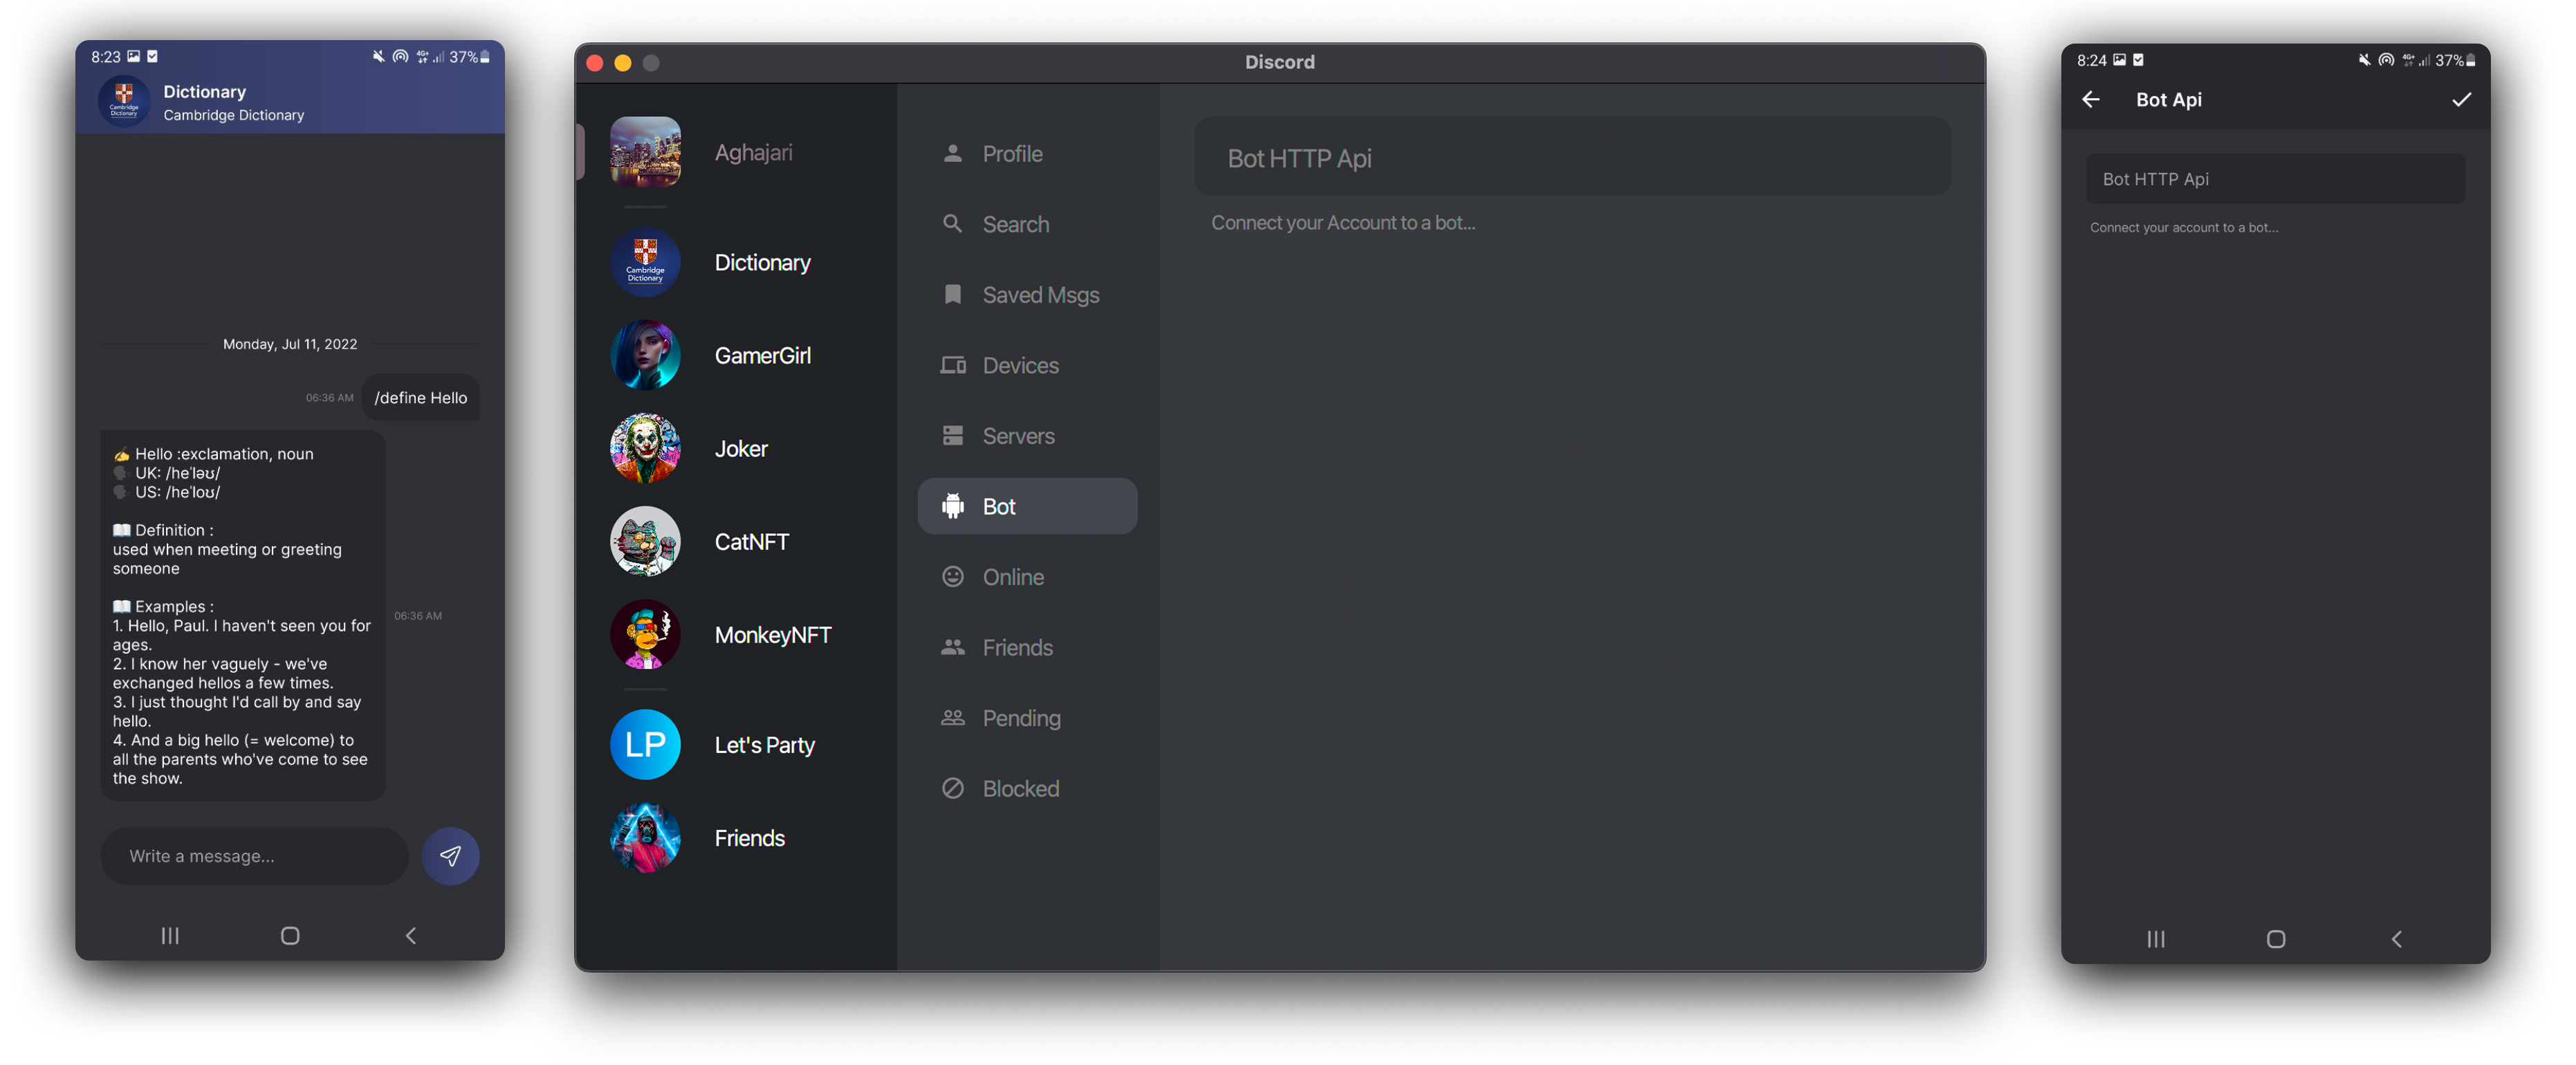 8:23
4G+
37%
Cambridge
Dictionary
Dictionary
Cambridge Dictionary
Monday, Jul 11, 2022
06:36 AM
/define Hello
✍️ Hello :exclamation, noun
🗣 UK: /heˈləʊ/
🗣 US: /heˈloʊ/
📖 Definition :
used when meeting or greeting
someone
📖 Examples :
1. Hello, Paul. I haven't seen you for
ages.
2. I know her vaguely - we've
exchanged hellos a few times.
3. I just thought I'd call by and say
hello.
4. And a big hello (= welcome) to
all the parents who've come to see
the show.
06:36 AM
Write a message...
Discord
Aghajari
Cambridge
Dictionary
Dictionary
GamerGirl
Joker
CatNFT
MonkeyNFT
LP
Let's Party
Friends
Profile
Search
Saved Msgs
Devices
Servers
Bot
Online
Friends
Pending
Blocked
Bot HTTP Api
Connect your Account to a bot...
8:24
4G+
37%
Bot Api
Bot HTTP Api
Connect your account to a bot...